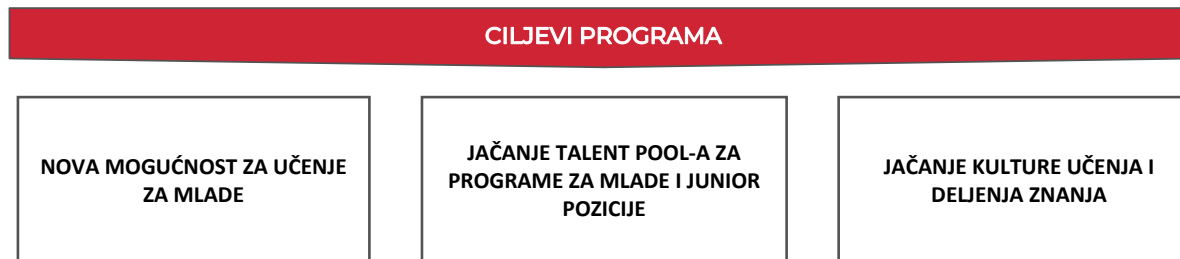 CILJEVI PROGRAMA
NOVA MOGUĆNOST ZA UČENJE
ZA MLADE
JAČANJE TALENT POOL-A ZA
PROGRAME ZA MLADE I JUNIOR
POZICIJE
JAČANJE KULTURE UČENJA I
DELJENJA ZNANJA